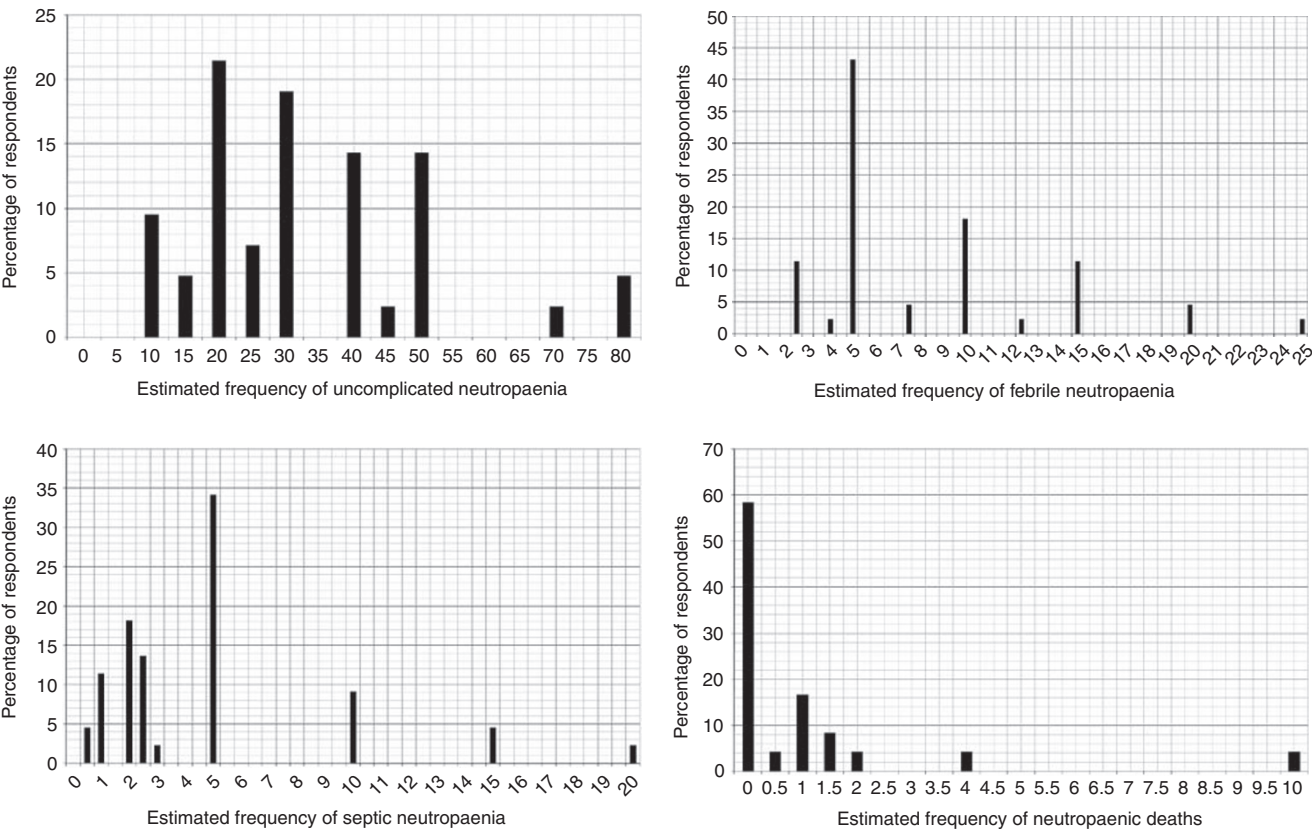 25
20
15
10
5
0
Percentage of respondents
0 5 10 15 20 25 30 35 40 45 50 55 60 65 70 75 80
Estimated frequency of uncomplicated neutropaenia
50
45
40
35
30
25
20
15
10
5
0
Percentage of respondents
0 1 2 3 4 5 6 7 8 9 10 11 12 13 14 15 16 17 18 19 20 21 22 23 24 25
Estimated frequency of febrile neutropaenia
40
35
30
25
20
15
10
5
0
Percentage of respondents
0 1 2 3 4 5 6 7 8 9 10 11 12 13 14 15 16 17 18 19 20
Estimated frequency of septic neutropaenia
70
60
50
40
30
20
10
0
Percentage of respondents
0 0.5 1 1.5 2 2.5 3 3.5 4 4.5 5 5.5 6 6.5 7 7.5 8 8.5 9 9.5 10
Estimated frequency of neutropaenic deaths